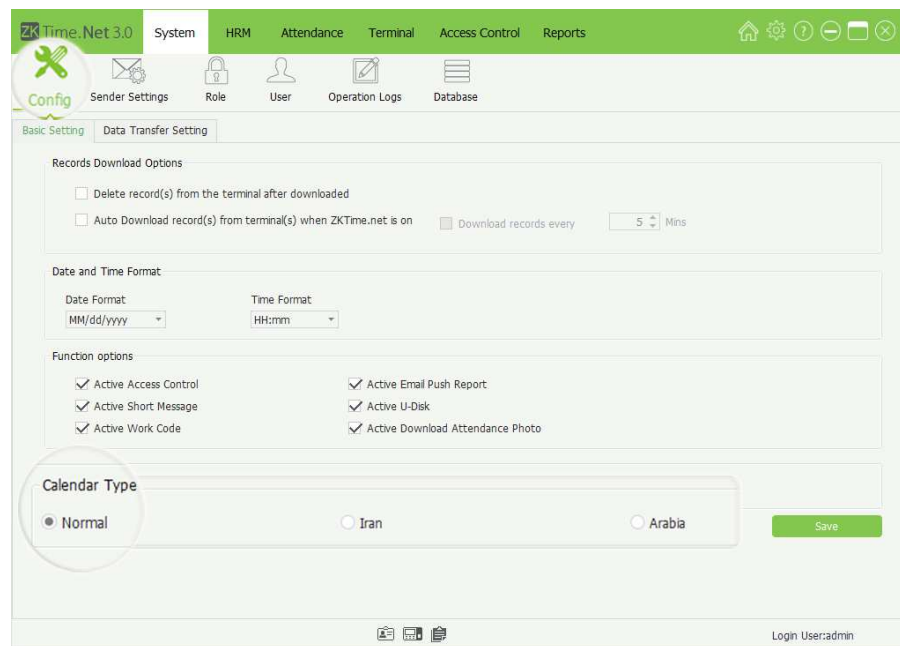 ZKTime.Net 3.0 System HRM Attendance Terminal Access Control Reports
Config Sender Settings Role User Operation Logs Database
Basic Setting Data Transfer Setting
Records Download Options
Delete record(s) from the terminal after downloaded
Auto Download record(s) from terminal(s) when ZKTime.net is on Download records every 5 Mins
Date and Time Format
Date Format Time Format
MM/dd/yyyy HH:mm
Function options
Active Access Control Active Email Push Report
Active Short Message Active U-Disk
Active Work Code Active Download Attendance Photo
Calendar Type
Normal Iran Arabia Save
Login User:admin